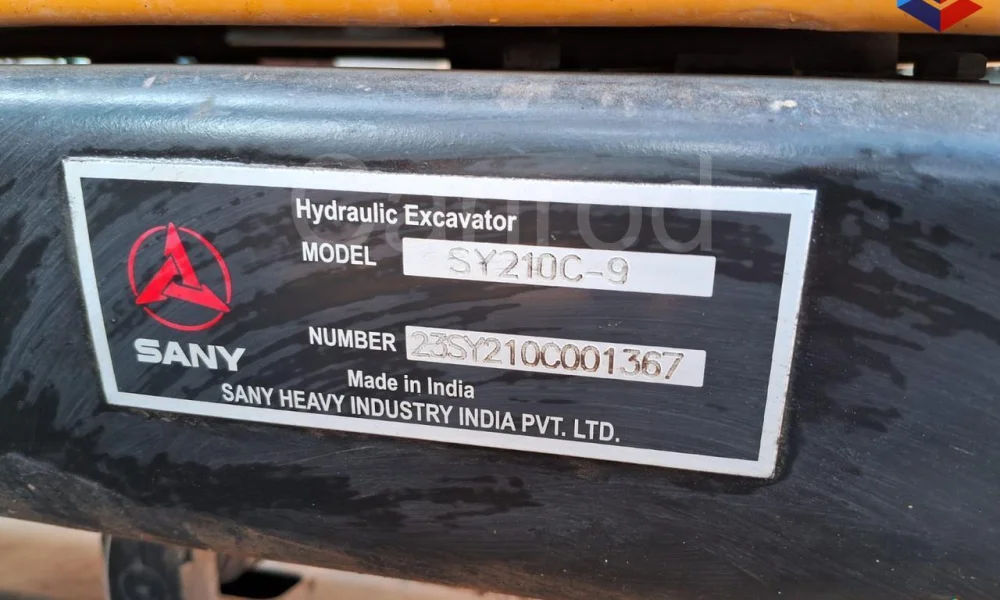 Hydraulic Excavator
MODEL SY210C-9
NUMBER 23SY210C001367
SANY
Made in India
SANY HEAVY INDUSTRY INDIA PVT. LTD.